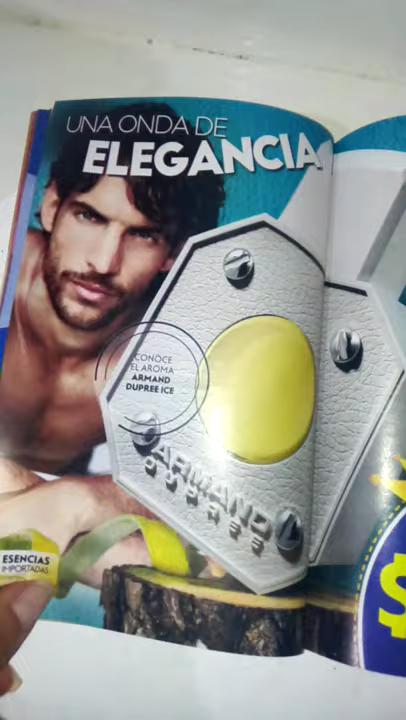 UNA ONDA DE
ELEGANCIA
CONOCE
EL AROMA
ARMAND
DUPREE ICE
ARMAND
DUPREE
ESENCIAS
IMPORTADAS
$